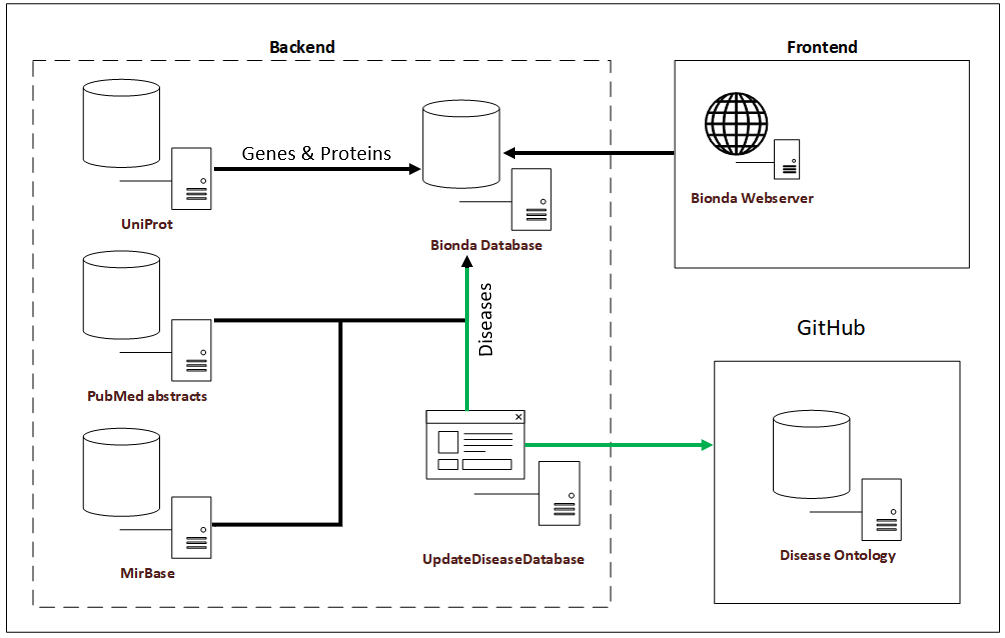 Backend
Frontend
Genes & Proteins
UniProt
Bionda Database
Bionda Webserver
Diseases
GitHub
PubMed abstracts
MirBase
UpdateDiseaseDatabase
Disease Ontology